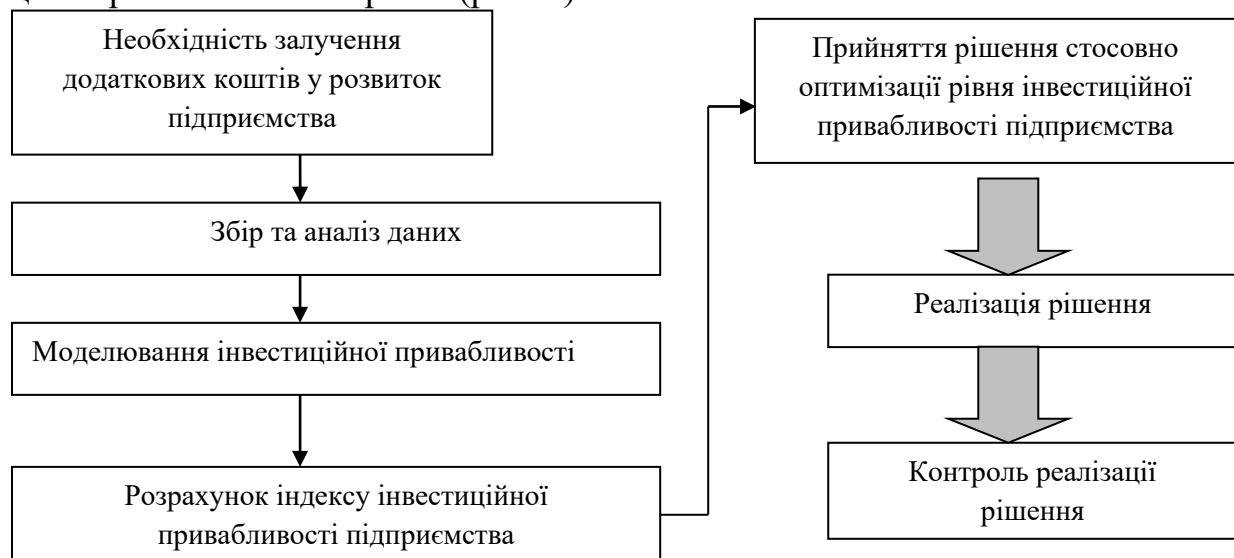 Необхідність залучення
додаткових коштів у розвиток
підприємства
Збір та аналіз даних
Моделювання інвестиційної привабливості
Розрахунок індексу інвестиційної
привабливості підприємства
Прийняття рішення стосовно
оптимізації рівня інвестиційної
привабливості підприємства
Реалізація рішення
Контроль реалізації
рішення